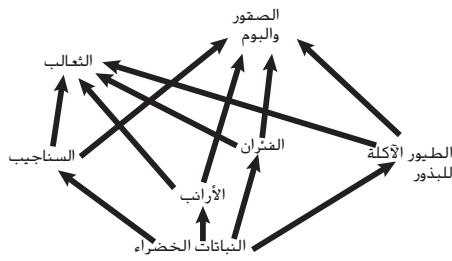 الصقور
والبوم
الثعالب
السناجيب
الفئران
الطيور الآكلة
للبذور
الأرانب
النباتات الخضراء